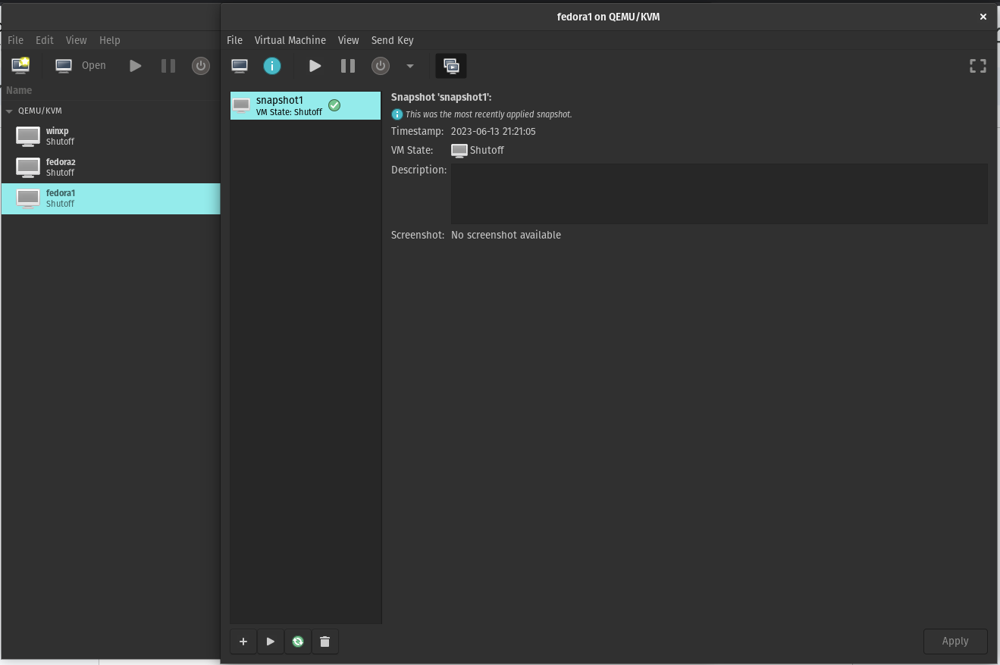 fedora1 on QEMU/KVM
File Edit View Help
Open
Name
QEMU/KVM
winxp
Shutoff
fedora2
Shutoff
fedora1
Shutoff
File Virtual Machine View Send Key
snapshot1
VM State: Shutoff
Snapshot 'snapshot1':
This was the most recently applied snapshot.
Timestamp: 2023-06-13 21:21:05
VM State: Shutoff
Description:
Screenshot: No screenshot available
Apply